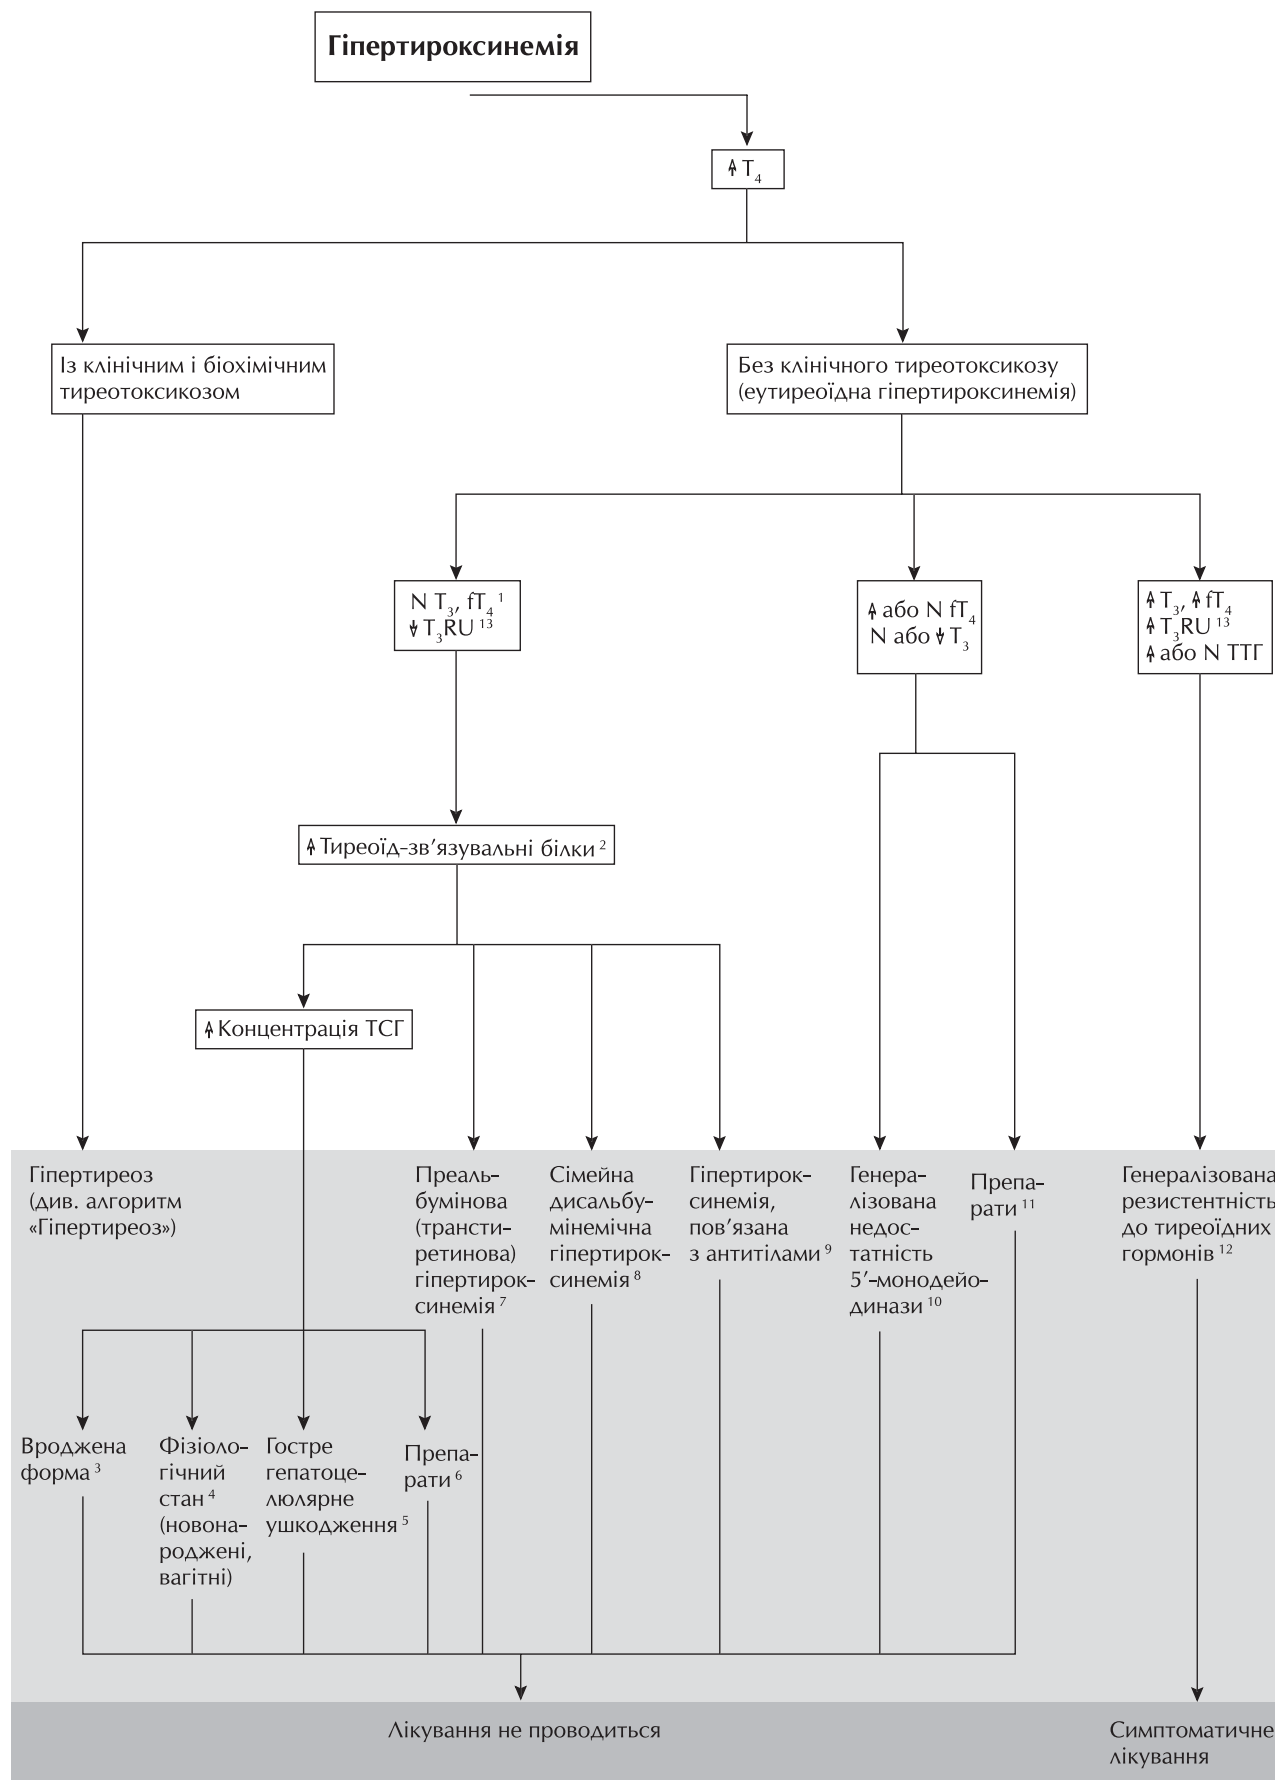 Гіпертироксинемія
⇮ T₄
Із клінічним і біохімічним
тиреотоксикозом
Без клінічного тиреотоксикозу
(еутиреоїдна гіпертироксинемія)
N T₃, fT₄ ¹
⇩ T₃RU ¹³
⇮ або N fT₄
N або ⇩ T₃
⇮ T₃, ⇮ fT₄
⇮ T₃RU ¹³
⇮ або N ТТГ
⇮ Тиреоїд-зв’язувальні білки ²
⇮ Концентрація ТСГ
Гіпертиреоз
(див. алгоритм
«Гіпертиреоз»)
Преаль-
бумінова
(трансти-
ретинова)
гіпертирок-
синемія ⁷
Сімейна
дисальбу-
мінемічна
гіпертирок-
синемія ⁸
Гіпертирок-
синемія,
пов’язана
з антитілами ⁹
Генера-
лізована
недос-
татність
5’-монодейо-
динази ¹⁰
Препа-
рати ¹¹
Генералізована
резистентність
до тиреоїдних
гормонів ¹²
Вроджена
форма ³
Фізіоло-
гічний
стан ⁴
(новона-
роджені,
вагітні)
Гостре
гепатоце-
люлярне
ушкодження ⁵
Препа-
рати ⁶
Лікування не проводиться
Симптоматичне
лікування